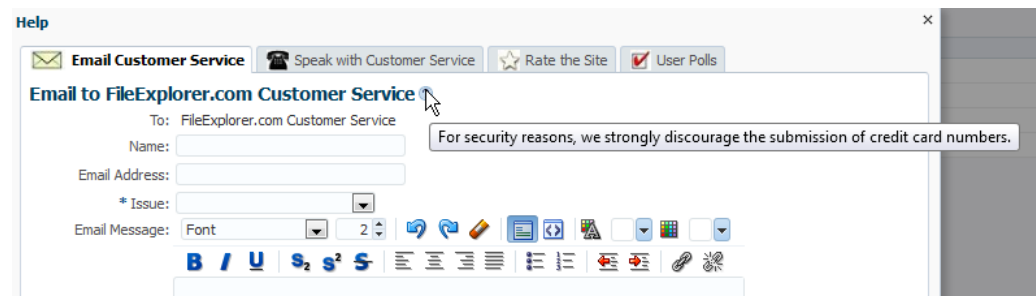 Help
Email Customer Service Speak with Customer Service Rate the Site User Polls
Email to FileExplorer.com Customer Service
To: FileExplorer.com Customer Service
For security reasons, we strongly discourage the submission of credit card numbers.
Name:
Email Address:
* Issue:
Email Message: Font 2
B I U S₂ S² S